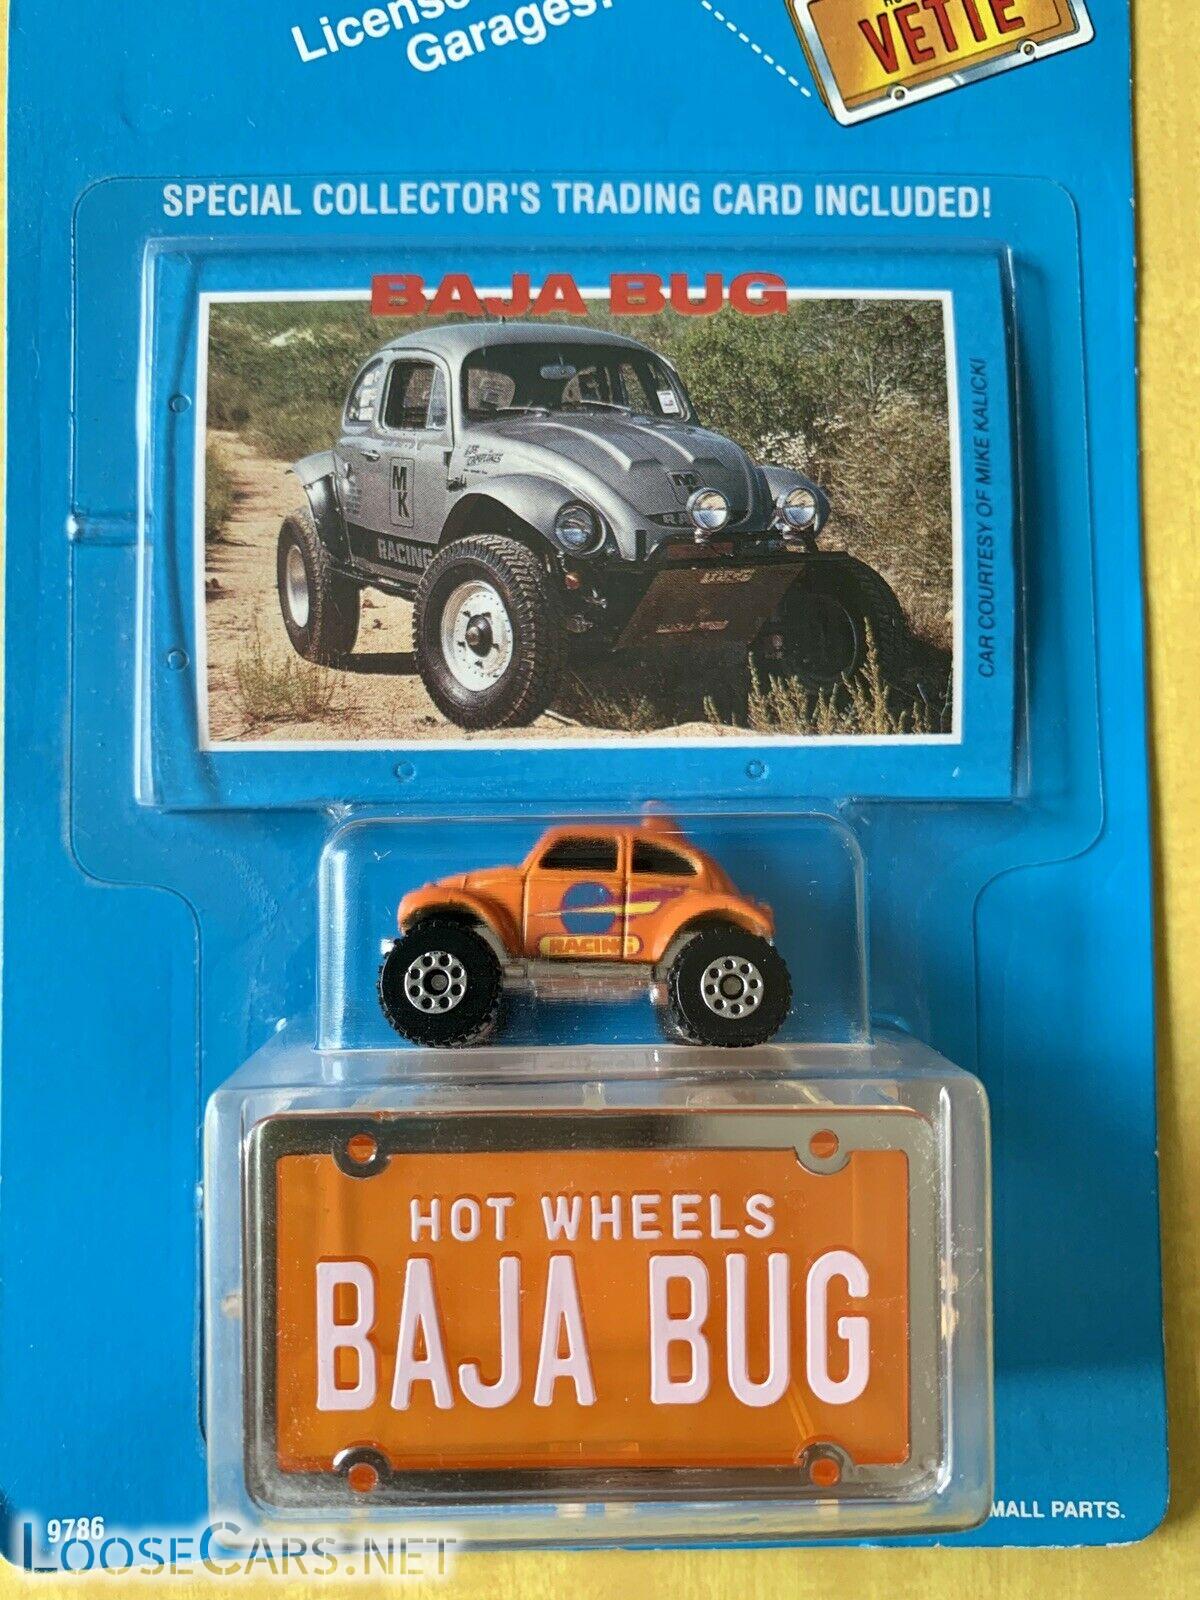 License
Garages!
VETTE
SPECIAL COLLECTOR'S TRADING CARD INCLUDED!
BAJA BUG
CAR COURTESY OF MIKE KALICKI
MK
RACING
RACING
HOT WHEELS
BAJA BUG
9786
MALL PARTS.
LOOSECARS.NET